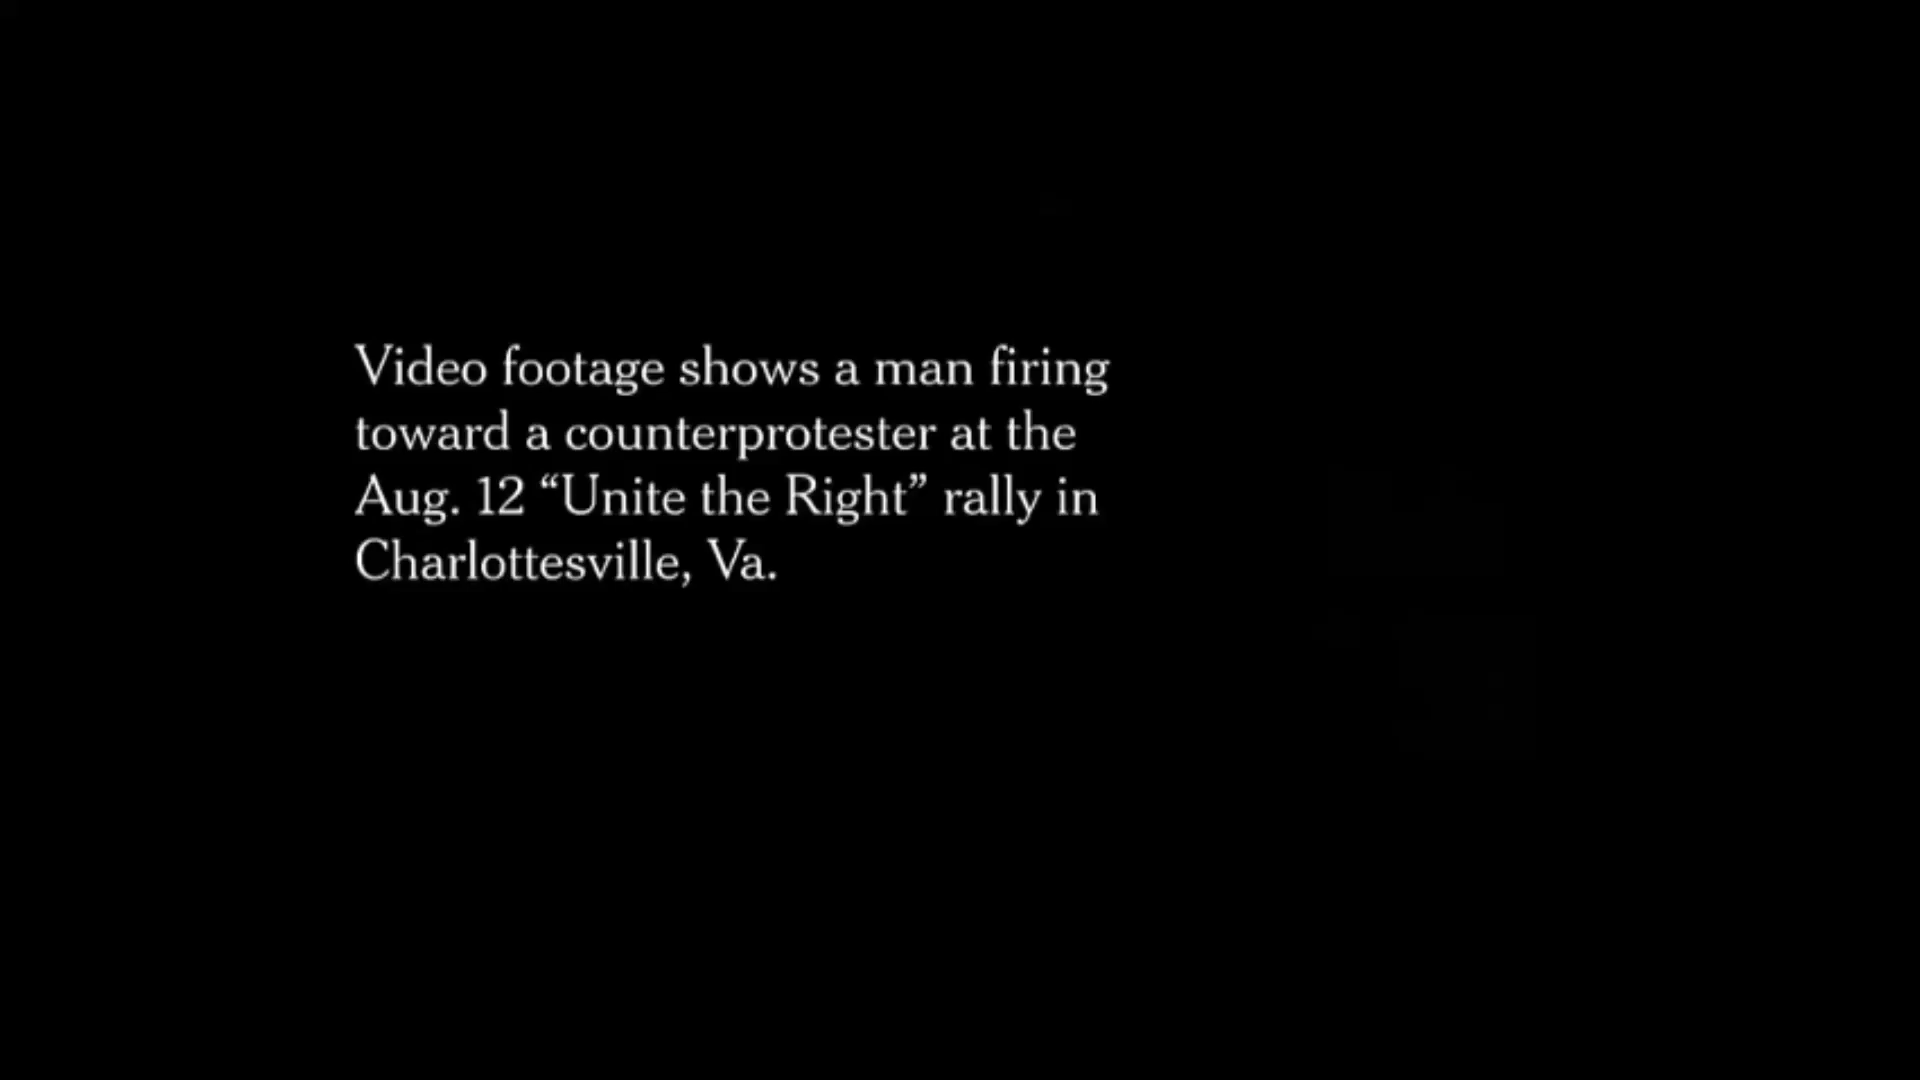 Video footage shows a man firing
toward a counterprotester at the
Aug. 12 “Unite the Right” rally in
Charlottesville, Va.